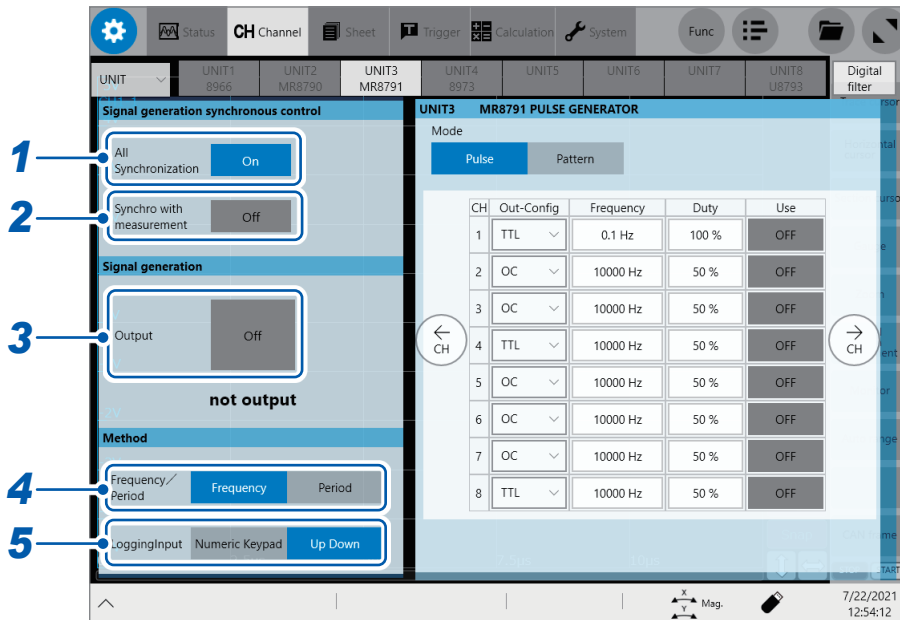 Status CH Channel Sheet Trigger Calculation System Func
UNIT
UNIT1 8966
UNIT2 MR8790
UNIT3 MR8791
UNIT4 8973
UNIT5
UNIT6
UNIT7
UNIT8 U8793
Digital filter
Signal generation synchronous control
1
All
Synchronization
On
2
Synchro with
measurement
Off
Signal generation
3
Output
Off
not output
Method
4
Frequency/
Period
Frequency Period
5
LoggingInput Numeric Keypad Up Down
UNIT3 MR8791 PULSE GENERATOR
Mode
Pulse Pattern
CH Out-Config Frequency Duty Use
1 TTL 0.1 Hz 100 % OFF
2 OC 10000 Hz 50 % OFF
3 OC 10000 Hz 50 % OFF
4 TTL 10000 Hz 50 % OFF
5 OC 10000 Hz 50 % OFF
6 OC 10000 Hz 50 % OFF
7 OC 10000 Hz 50 % OFF
8 TTL 10000 Hz 50 % OFF
← CH
→ CH
X
Y
Mag.
7/22/2021
12:54:12